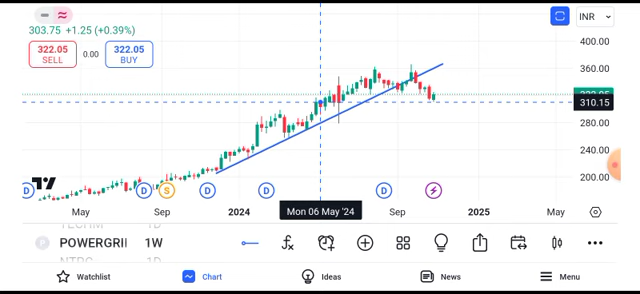 INR
303.75 +1.25 (+0.39%)
322.05 SELL
0.00
322.05 BUY
400.00
360.00
310.15
280.00
240.00
200.00
D D S D D D
May Sep 2024 Mon 06 May '24 Sep 2025 May
P POWERGRI 1W
Watchlist Chart Ideas News Menu